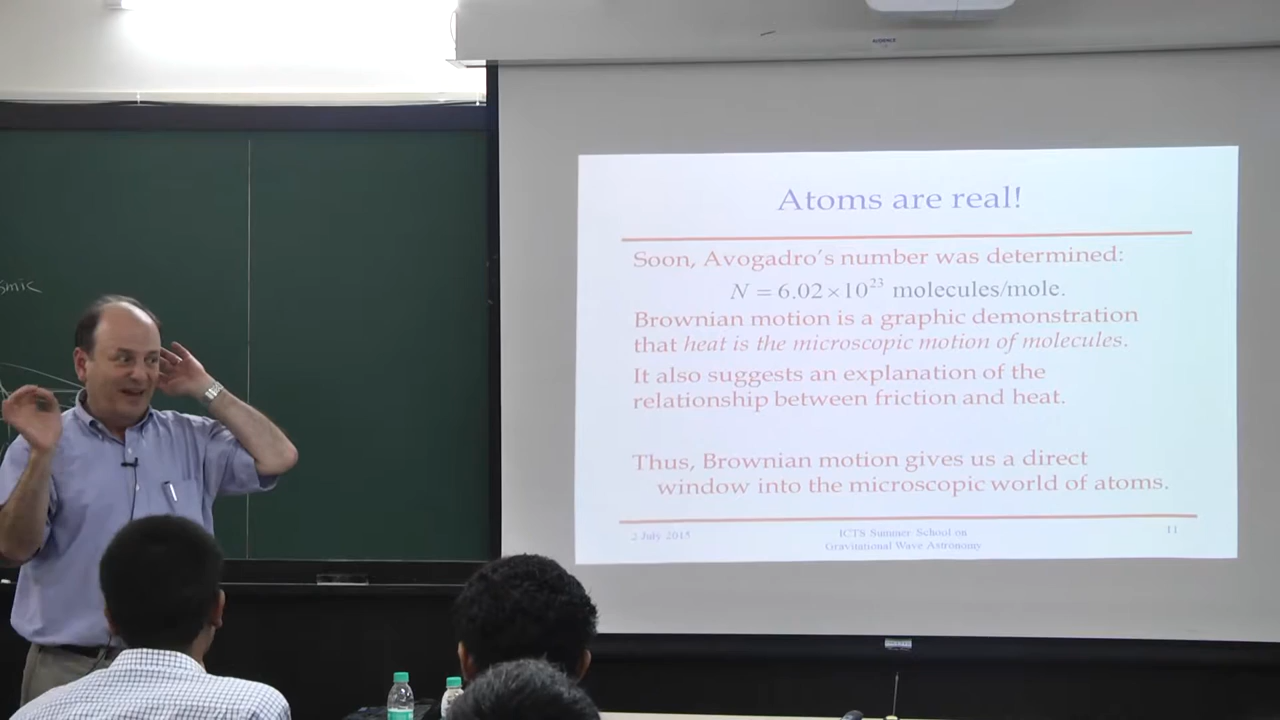 Atoms are real!
Soon, Avogadro's number was determined:
N = 6.02×10²³ molecules/mole.
Brownian motion is a graphic demonstration
that heat is the microscopic motion of molecules.
It also suggests an explanation of the
relationship between friction and heat.
Thus, Brownian motion gives us a direct
window into the microscopic world of atoms.
2 July 2015
ICTS Summer School on
Gravitational Wave Astronomy
11